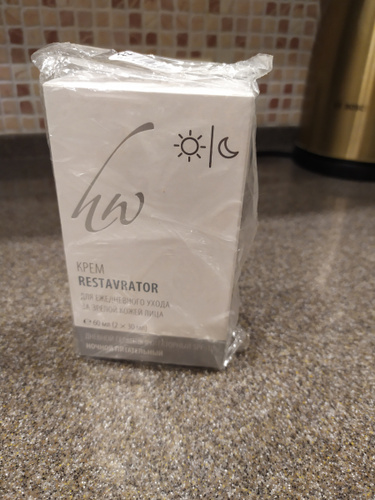 hw
КРЕМ
RESTAVRATOR
ДЛЯ ЕЖЕДНЕВНОГО УХОДА
ЗА ЗРЕЛОЙ КОЖЕЙ ЛИЦА
℮ 60 мл (2 × 30 мл)